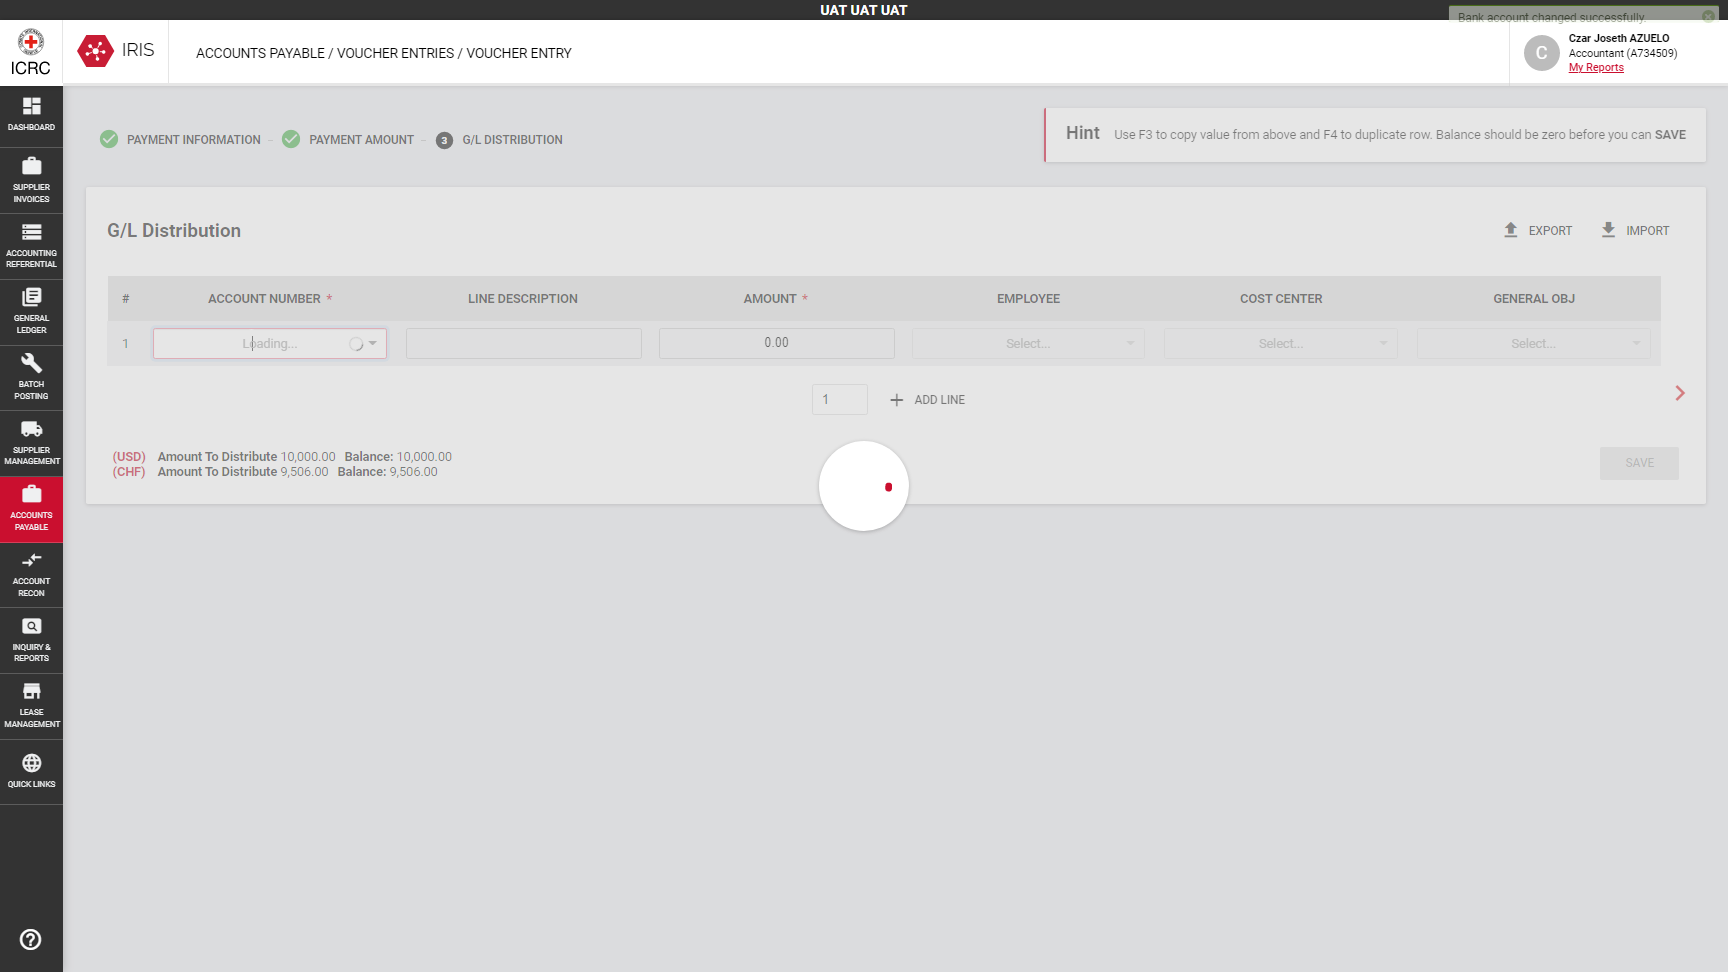 UAT UAT UAT
Bank account changed successfully.
ICRC
IRIS
ACCOUNTS PAYABLE / VOUCHER ENTRIES / VOUCHER ENTRY
C
Czar Joseth AZUELO
Accountant (A734509)
My Reports
DASHBOARD
SUPPLIER
INVOICES
ACCOUNTING
REFERENTIAL
GENERAL
LEDGER
BATCH
POSTING
SUPPLIER
MANAGEMENT
ACCOUNTS
PAYABLE
ACCOUNT
RECON
INQUIRY &
REPORTS
LEASE
MANAGEMENT
QUICK LINKS
PAYMENT INFORMATION
PAYMENT AMOUNT
3 G/L DISTRIBUTION
Hint Use F3 to copy value from above and F4 to duplicate row. Balance should be zero before you can SAVE
G/L Distribution
EXPORT
IMPORT
# ACCOUNT NUMBER * LINE DESCRIPTION AMOUNT * EMPLOYEE COST CENTER GENERAL OBJ
1 Loading... 0.00 Select... Select... Select...
1 ADD LINE
(USD) Amount To Distribute 10,000.00 Balance: 10,000.00
(CHF) Amount To Distribute 9,506.00 Balance: 9,506.00
SAVE